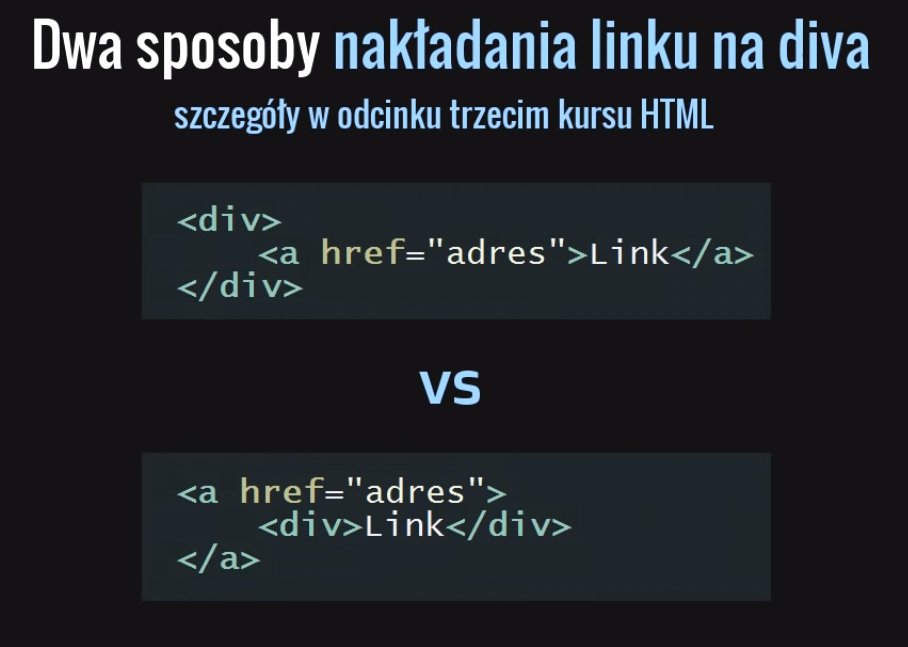 Dwa sposoby nakładania linku na diva
szczegóły w odcinku trzecim kursu HTML
<div>
    <a href="adres">Link</a>
</div>
VS
<a href="adres">
    <div>Link</div>
</a>